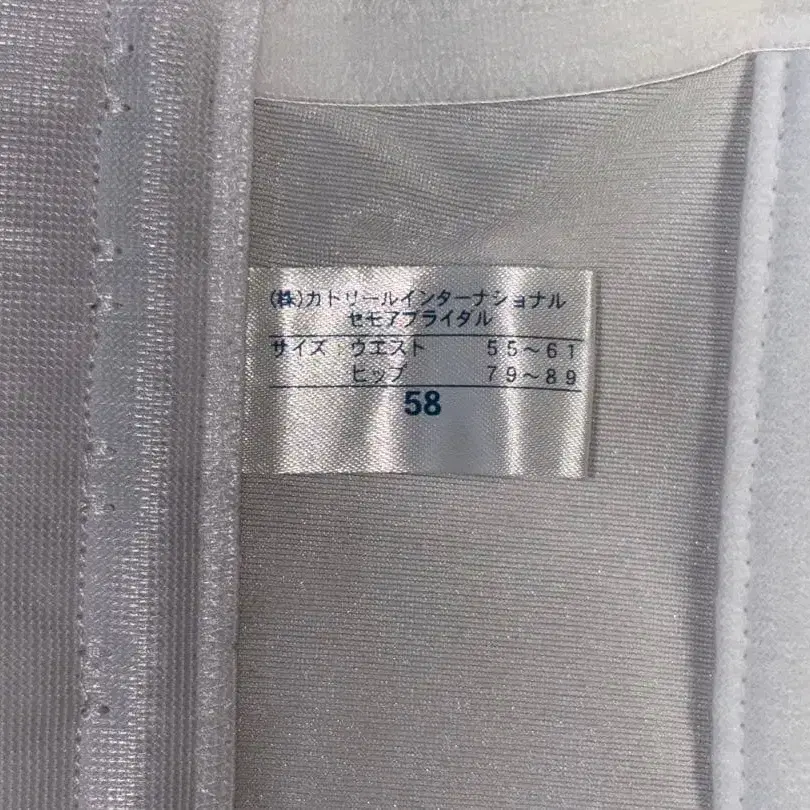 (株)カトリールインターナショナル
セモアブライダル
サイズ:ウエスト 55~61
ヒップ 79~89
58